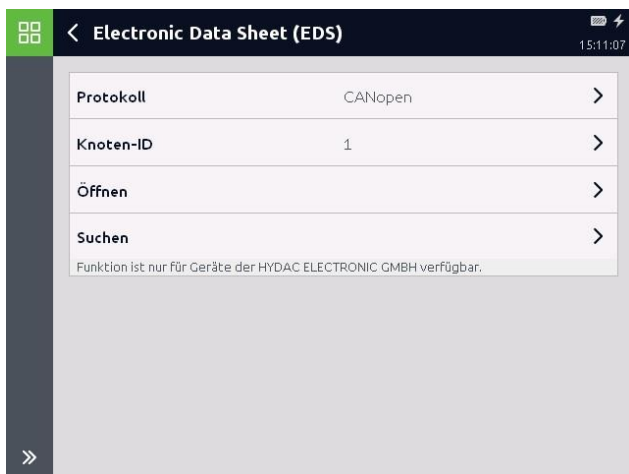 Electronic Data Sheet (EDS)
15:11:07
Protokoll CANopen
Knoten-ID 1
Öffnen
Suchen
Funktion ist nur für Geräte der HYDAC ELECTRONIC GMBH verfügbar.